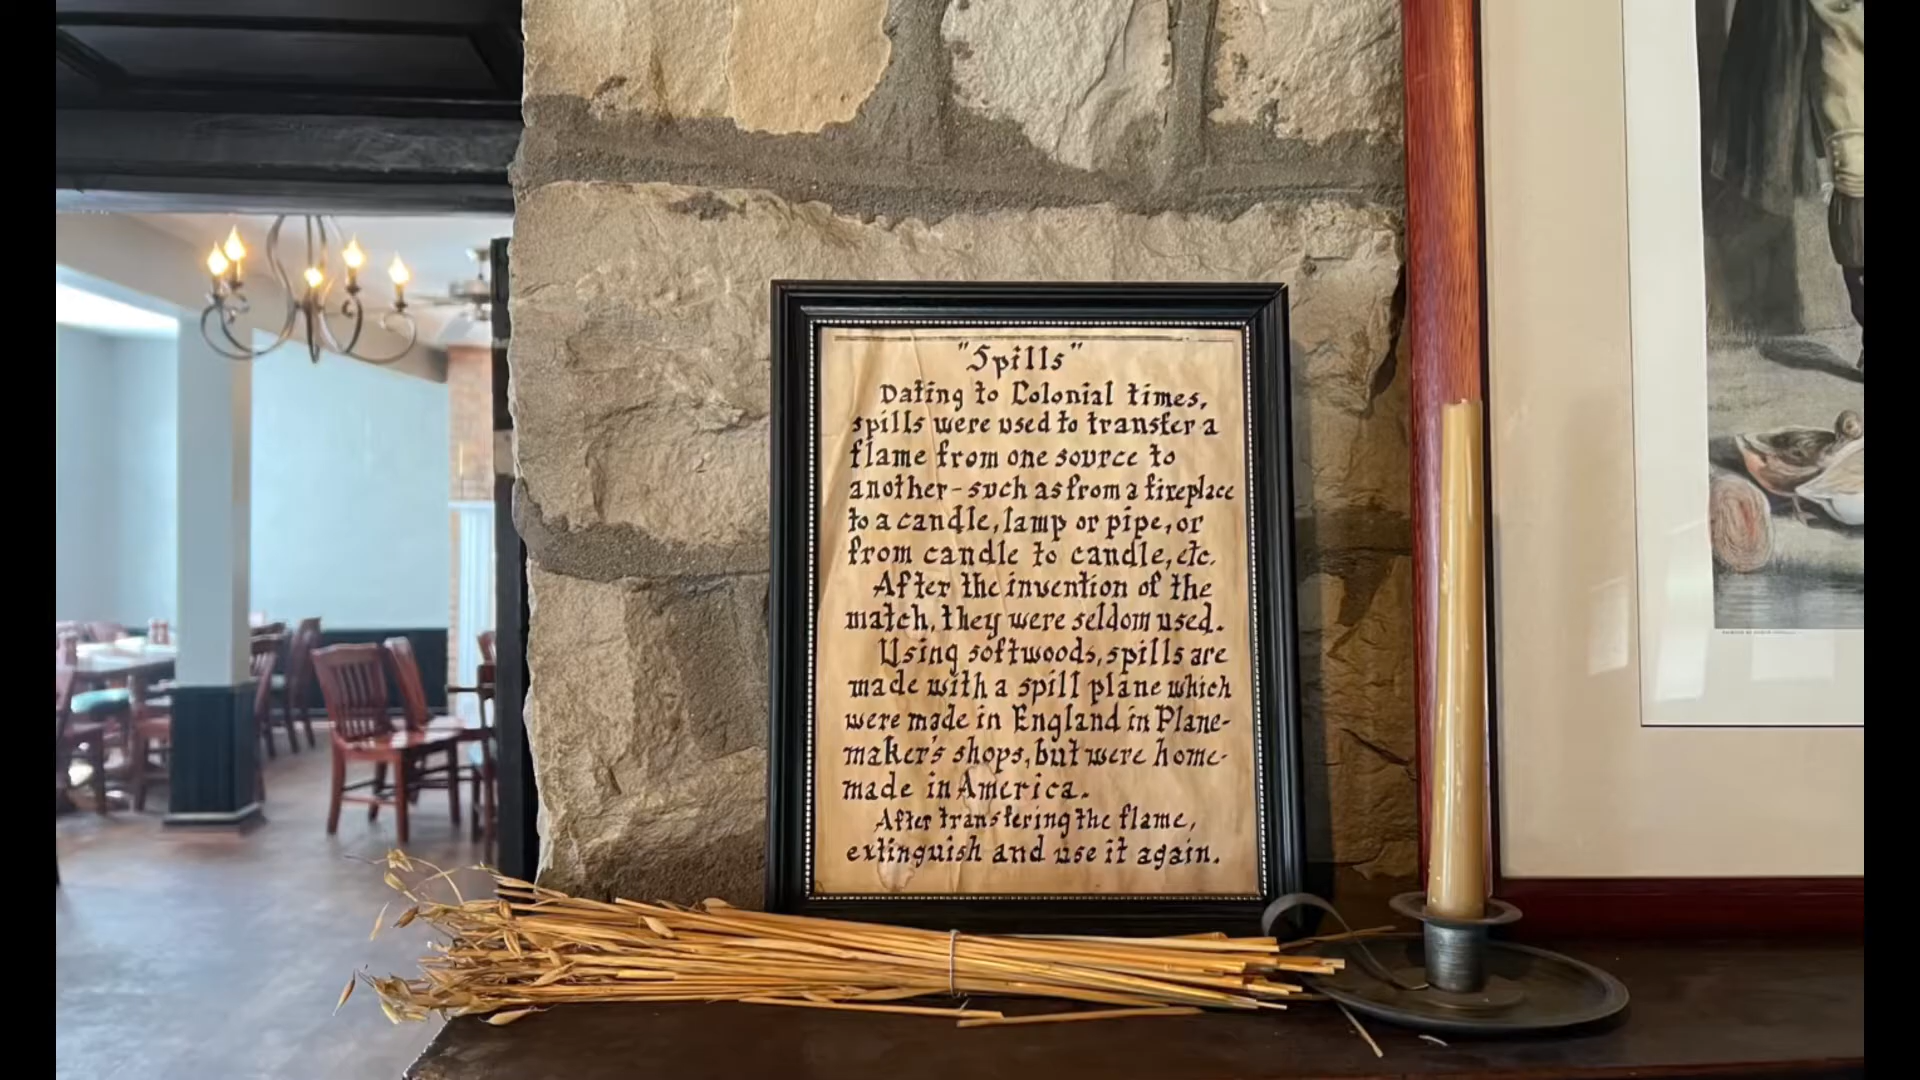 "Spills"
Dating to Colonial times,
spills were used to transfer a
flame from one source to
another - such as from a fireplace
to a candle, lamp or pipe, or
from candle to candle, etc.
After the invention of the
match, they were seldom used.
Using softwoods, spills are
made with a spill plane which
were made in England in Plane-
maker's shops, but were home-
made in America.
After transfering the flame,
extinguish and use it again.